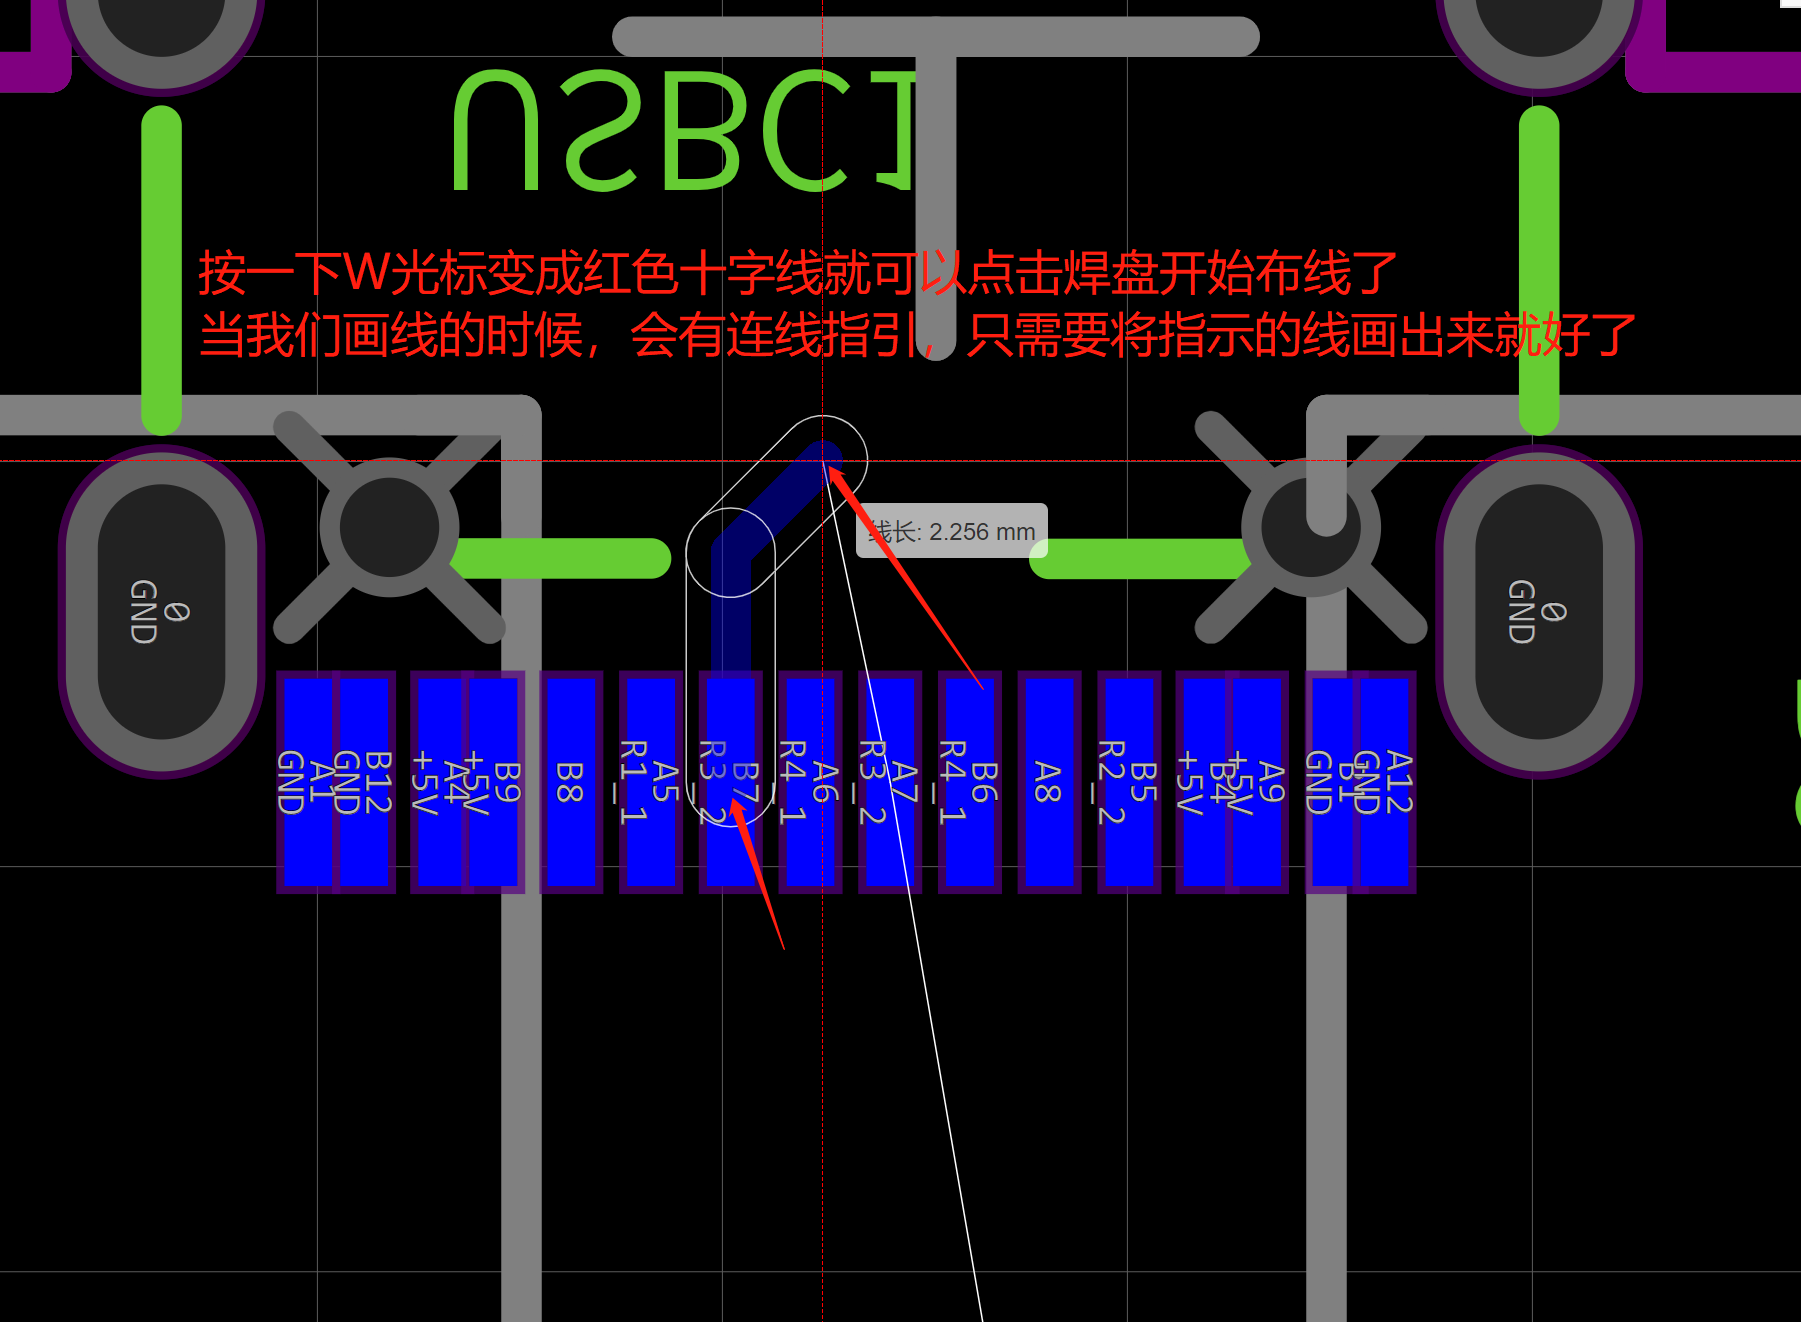 USBC1
按一下W光标变成红色十字线就可以点击焊盘开始布线了
当我们画线的时候，会有连线指引，只需要将指示的线画出来就好了
线长: 2.256 mm
0
GND
0
GND
A1
GND
B12
GND
A4
+5V
B9
+5V
B8
A5
R1_1
B7
R3_2
A6
R4_1
A7
R3_2
B6
R4_1
A8
B5
R2_2
B4
+5V
A9
+5V
B1
GND
A12
GND